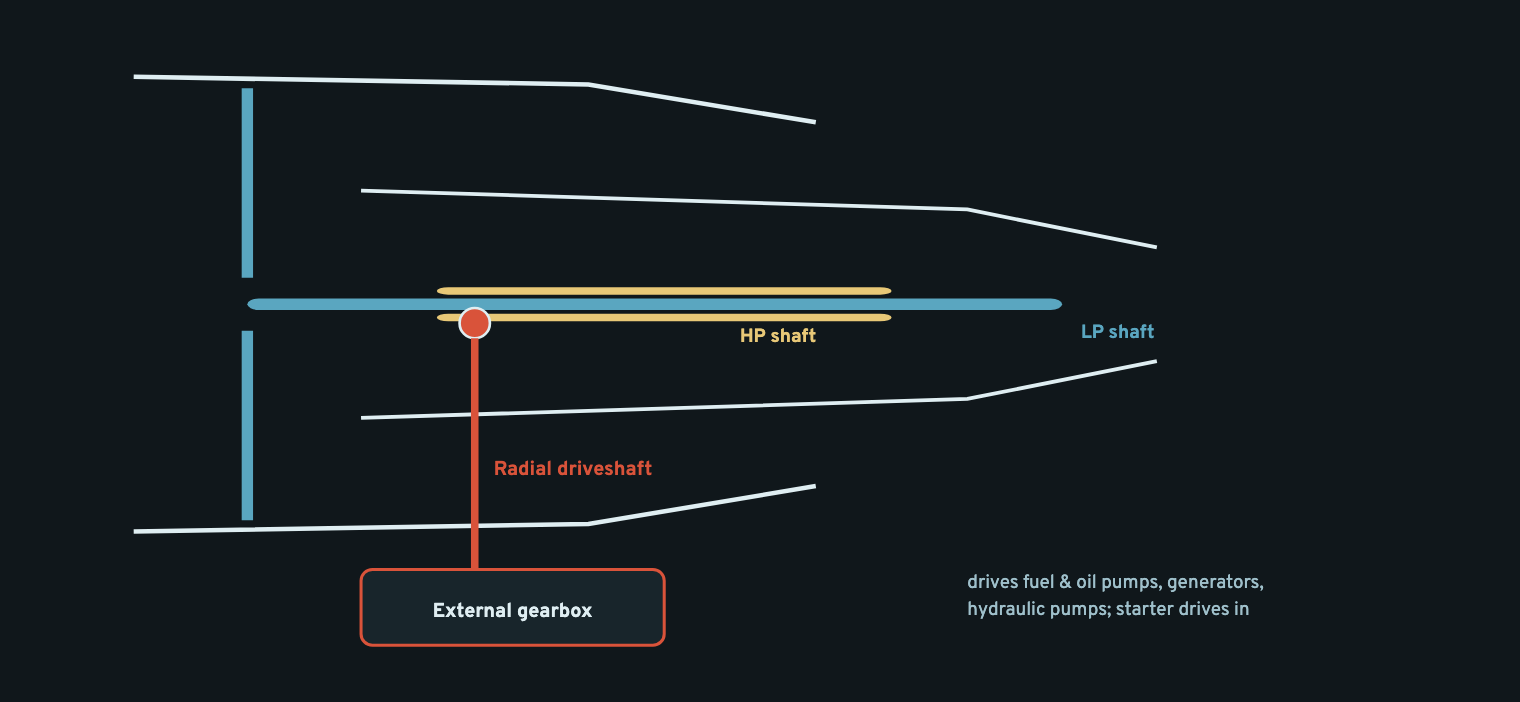 HP shaft
LP shaft
Radial driveshaft
External gearbox
drives fuel & oil pumps, generators,
hydraulic pumps; starter drives in